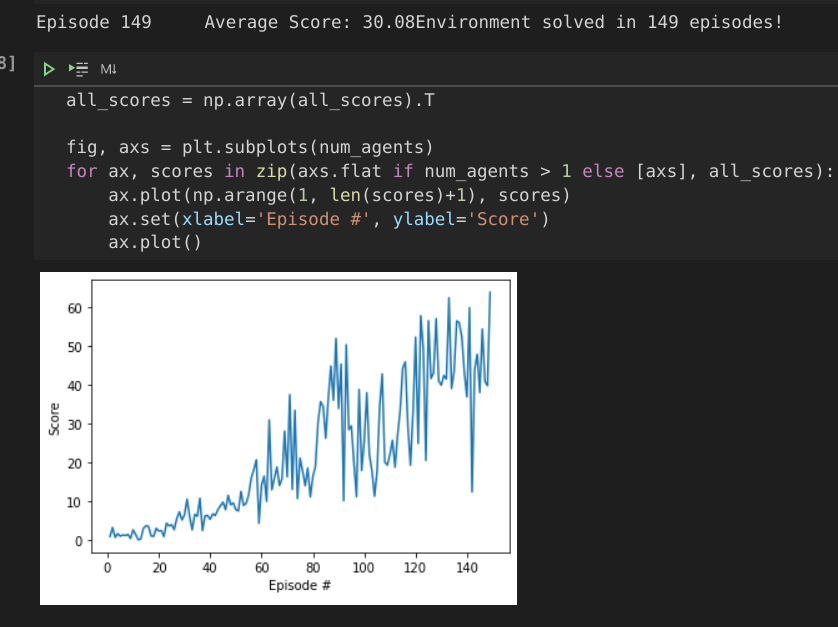 Episode 149     Average Score: 30.08Environment solved in 149 episodes!
8]
M↓
all_scores = np.array(all_scores).T
fig, axs = plt.subplots(num_agents)
for ax, scores in zip(axs.flat if num_agents > 1 else [axs], all_scores):
    ax.plot(np.arange(1, len(scores)+1), scores)
    ax.set(xlabel='Episode #', ylabel='Score')
    ax.plot()
60
50
40
30
20
10
0
Score
0 20 40 60 80 100 120 140
Episode #